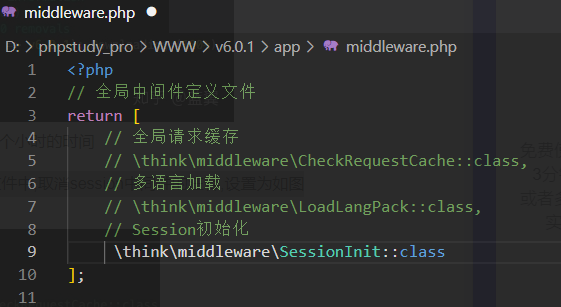 middleware.php
D: > phpstudy_pro > WWW > v6.0.1 > app > middleware.php
1 <?php
2 // 全局中间件定义文件
3 return [
4 // 全局请求缓存
5 // \think\middleware\CheckRequestCache::class,
6 // 多语言加载
7 // \think\middleware\LoadLangPack::class,
8 // Session初始化
9 \think\middleware\SessionInit::class
10 ];
11